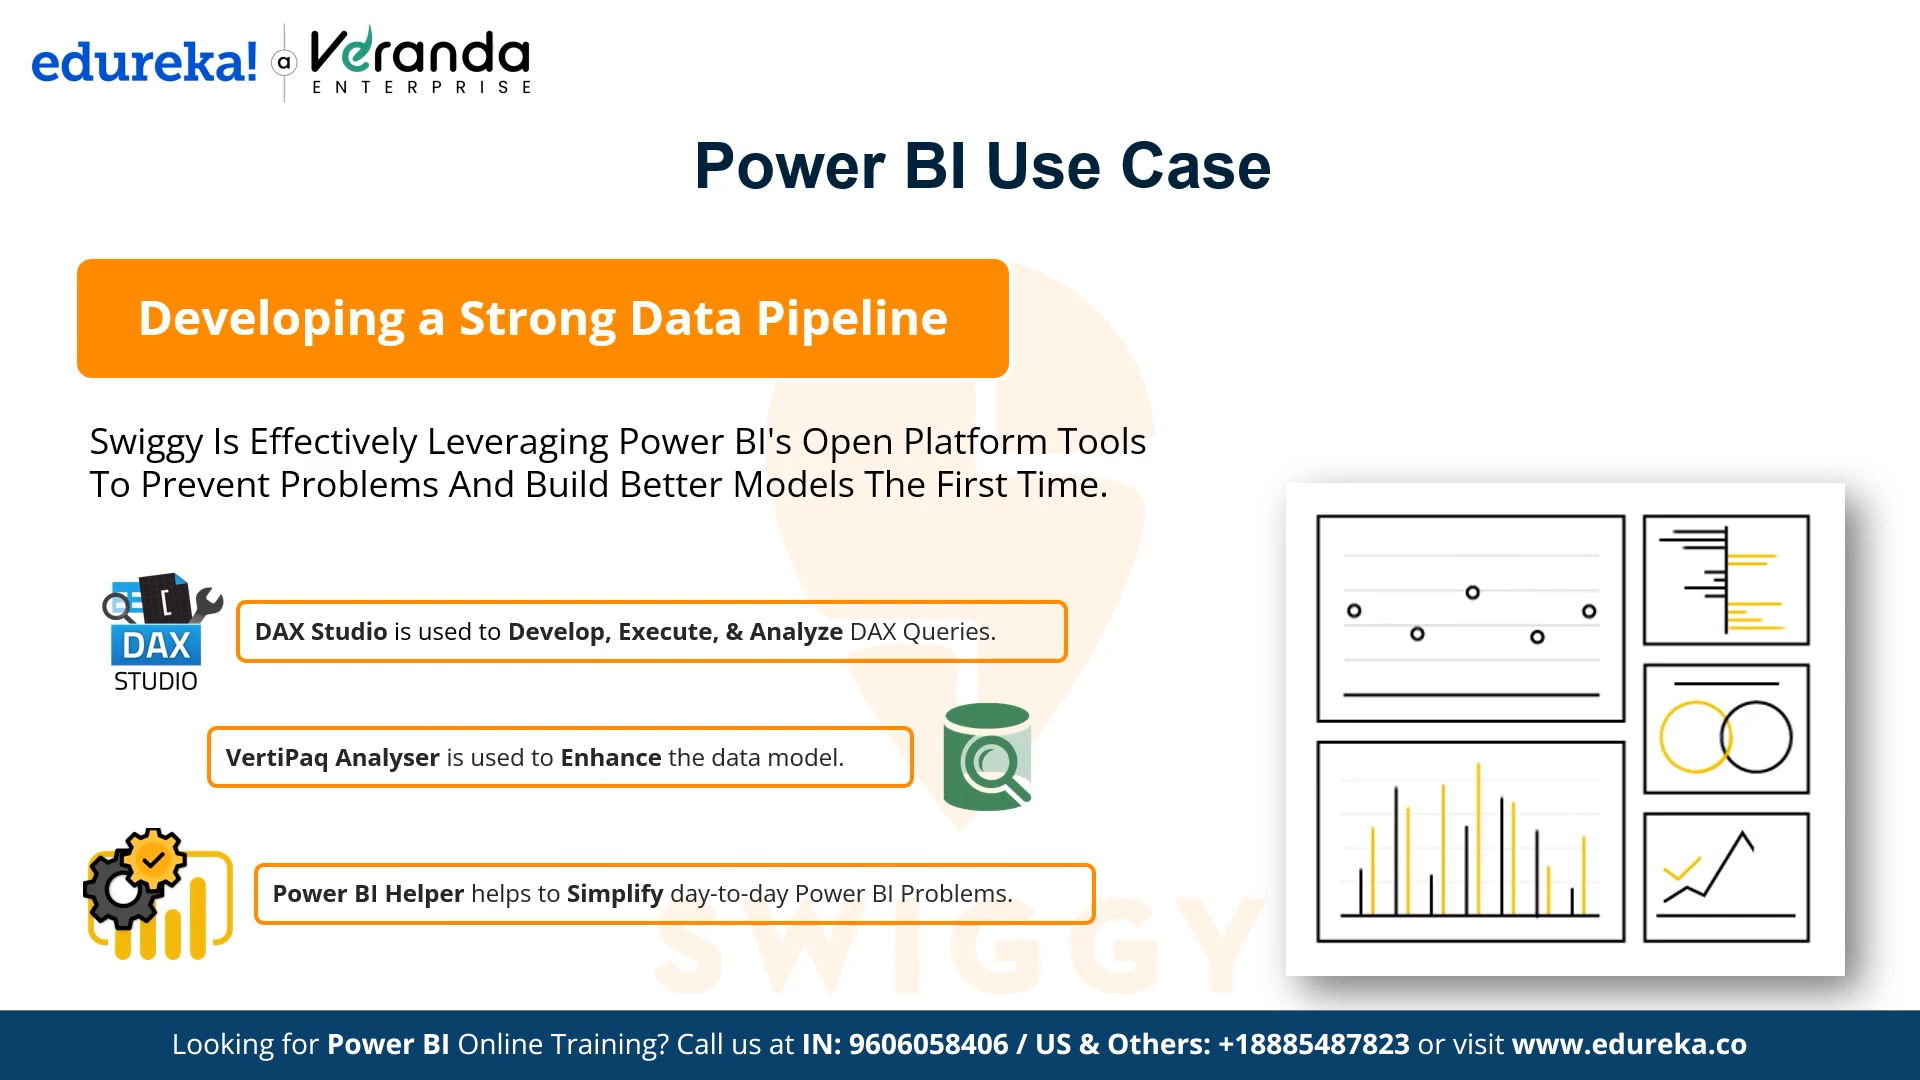 edureka! a Veranda
ENTERPRISE
Power BI Use Case
Developing a Strong Data Pipeline
Swiggy Is Effectively Leveraging Power BI's Open Platform Tools
To Prevent Problems And Build Better Models The First Time.
[
DAX
STUDIO
DAX Studio is used to Develop, Execute, & Analyze DAX Queries.
VertiPaq Analyser is used to Enhance the data model.
Power BI Helper helps to Simplify day-to-day Power BI Problems.
SWIGGY
Looking for Power BI Online Training? Call us at IN: 9606058406 / US & Others: +18885487823 or visit www.edureka.co